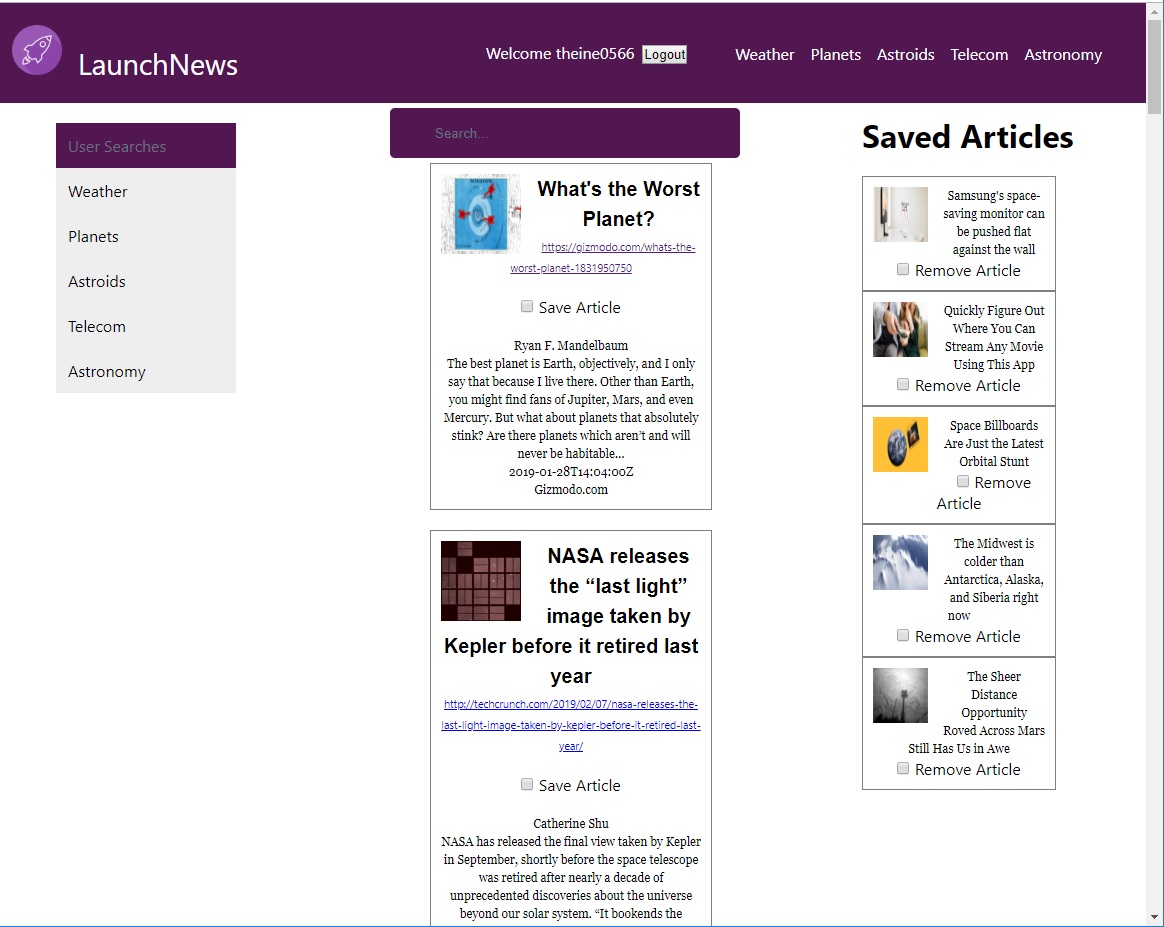 LaunchNews
Welcome theine0566 Logout
Weather Planets Astroids Telecom Astronomy
User Searches
Weather
Planets
Astroids
Telecom
Astronomy
Search...
What's the Worst
Planet?
https://gizmodo.com/whats-the-
worst-planet-1831950750
Save Article
Ryan F. Mandelbaum
The best planet is Earth, objectively, and I only
say that because I live there. Other than Earth,
you might find fans of Jupiter, Mars, and even
Mercury. But what about planets that absolutely
stink? Are there planets which aren't and will
never be habitable...
2019-01-28T14:04:00Z
Gizmodo.com
NASA releases
the “last light”
image taken by
Kepler before it retired last
year
http://techcrunch.com/2019/02/07/nasa-releases-the-
last-light-image-taken-by-kepler-before-it-retired-last-
year/
Save Article
Catherine Shu
NASA has released the final view taken by Kepler
in September, shortly before the space telescope
was retired after nearly a decade of
unprecedented discoveries about the universe
beyond our solar system. “It bookends the
Saved Articles
Samsung's space-
saving monitor can
be pushed flat
against the wall
Remove Article
Quickly Figure Out
Where You Can
Stream Any Movie
Using This App
Remove Article
Space Billboards
Are Just the Latest
Orbital Stunt
Remove
Article
The Midwest is
colder than
Antarctica, Alaska,
and Siberia right
now
Remove Article
The Sheer
Distance
Opportunity
Roved Across Mars
Still Has Us in Awe
Remove Article